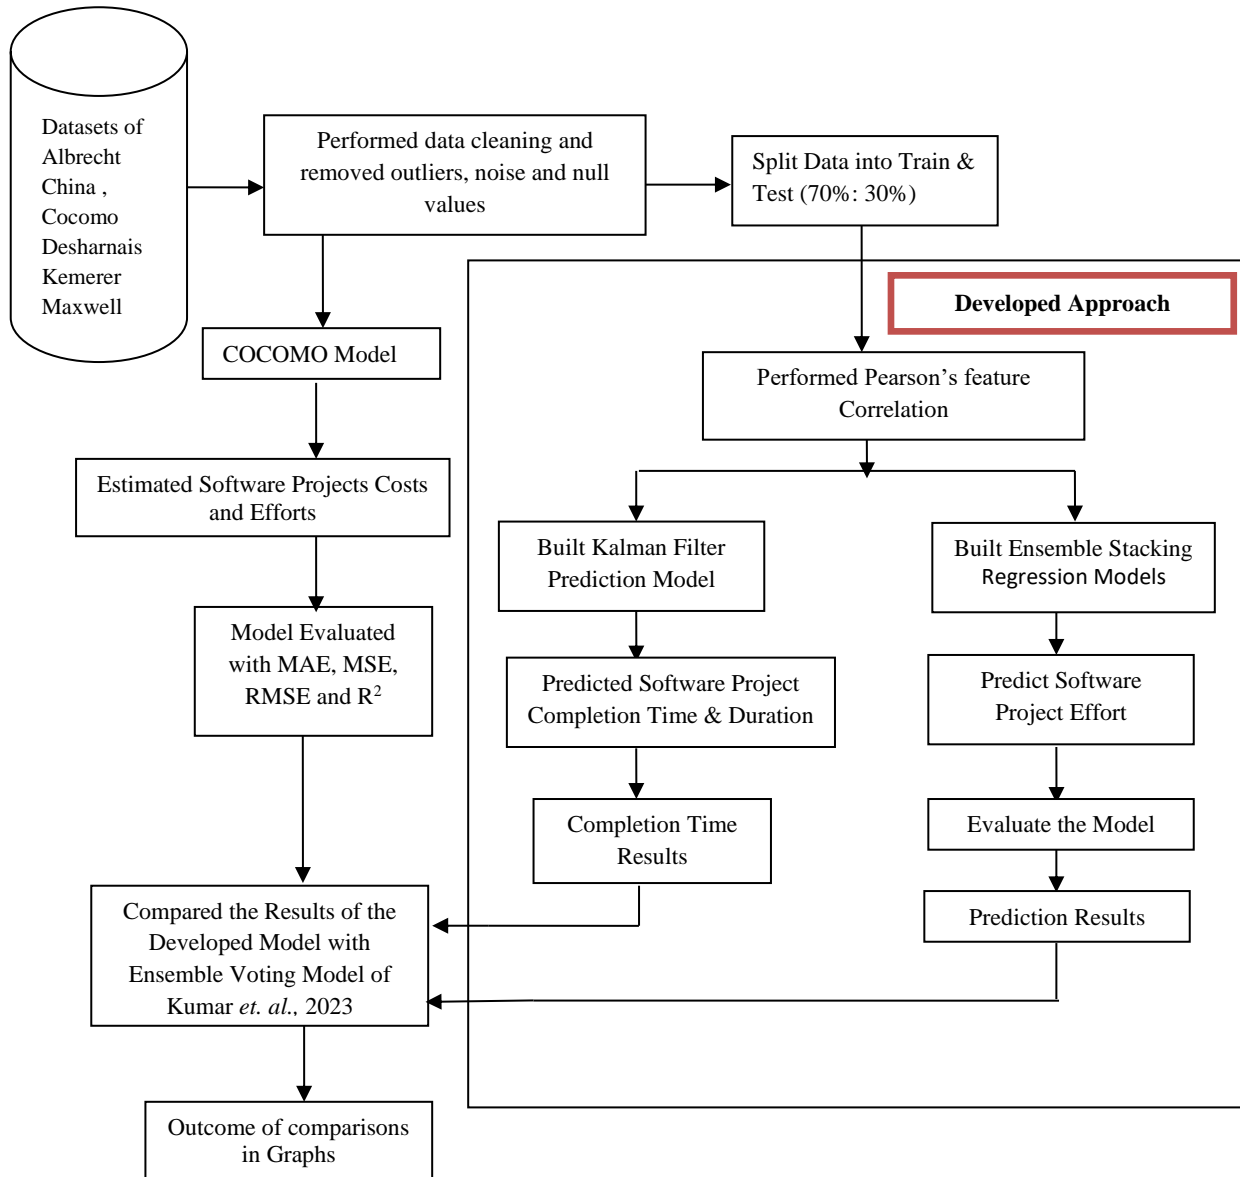 Datasets of
Albrecht
China ,
Cocomo
Desharnais
Kemerer
Maxwell
Performed data cleaning and
removed outliers, noise and null
values
Split Data into Train &
Test (70%: 30%)
Developed Approach
COCOMO Model
Performed Pearson’s feature
Correlation
Estimated Software Projects Costs
and Efforts
Built Kalman Filter
Prediction Model
Built Ensemble Stacking
Regression Models
Model Evaluated
with MAE, MSE,
RMSE and R²
Predicted Software Project
Completion Time & Duration
Predict Software
Project Effort
Completion Time
Results
Evaluate the Model
Compared the Results of the
Developed Model with
Ensemble Voting Model of
Kumar et. al., 2023
Prediction Results
Outcome of comparisons
in Graphs